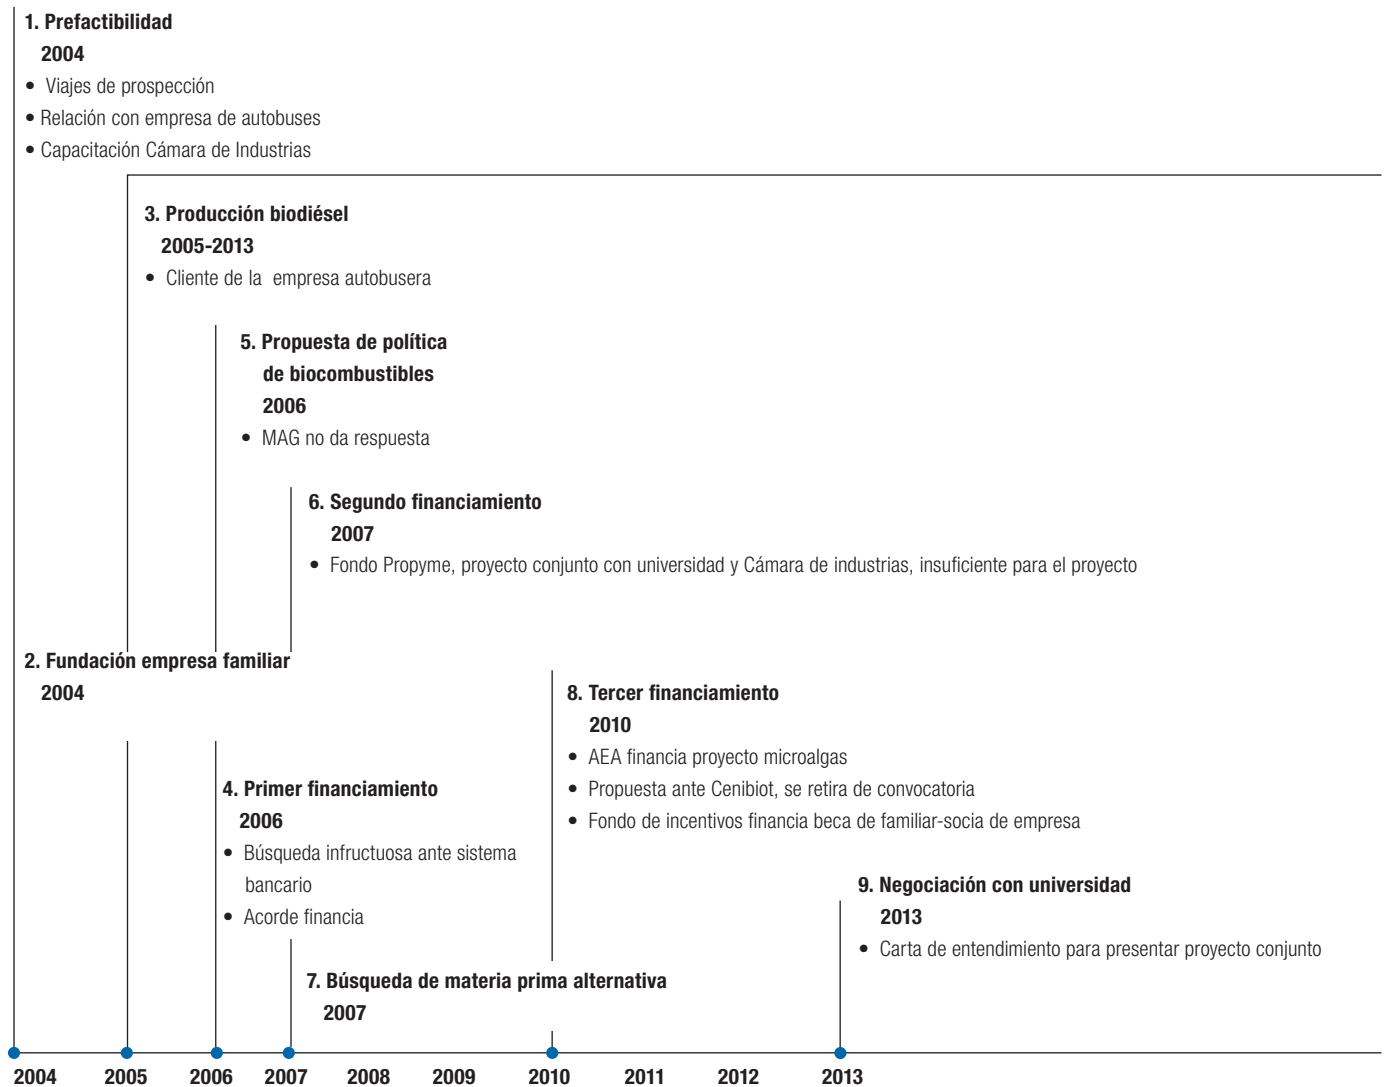 1. Prefactibilidad
2004
• Viajes de prospección
• Relación con empresa de autobuses
• Capacitación Cámara de Industrias
3. Producción biodiésel
2005-2013
• Cliente de la empresa autobusera
5. Propuesta de política
de biocombustibles
2006
• MAG no da respuesta
6. Segundo financiamiento
2007
• Fondo Propyme, proyecto conjunto con universidad y Cámara de industrias, insuficiente para el proyecto
2. Fundación empresa familiar
2004
8. Tercer financiamiento
2010
• AEA financia proyecto microalgas
• Propuesta ante Cenibiot, se retira de convocatoria
• Fondo de incentivos financia beca de familiar-socia de empresa
4. Primer financiamiento
2006
• Búsqueda infructuosa ante sistema
bancario
• Acorde financia
9. Negociación con universidad
2013
• Carta de entendimiento para presentar proyecto conjunto
7. Búsqueda de materia prima alternativa
2007
2004 2005 2006 2007 2008 2009 2010 2011 2012 2013